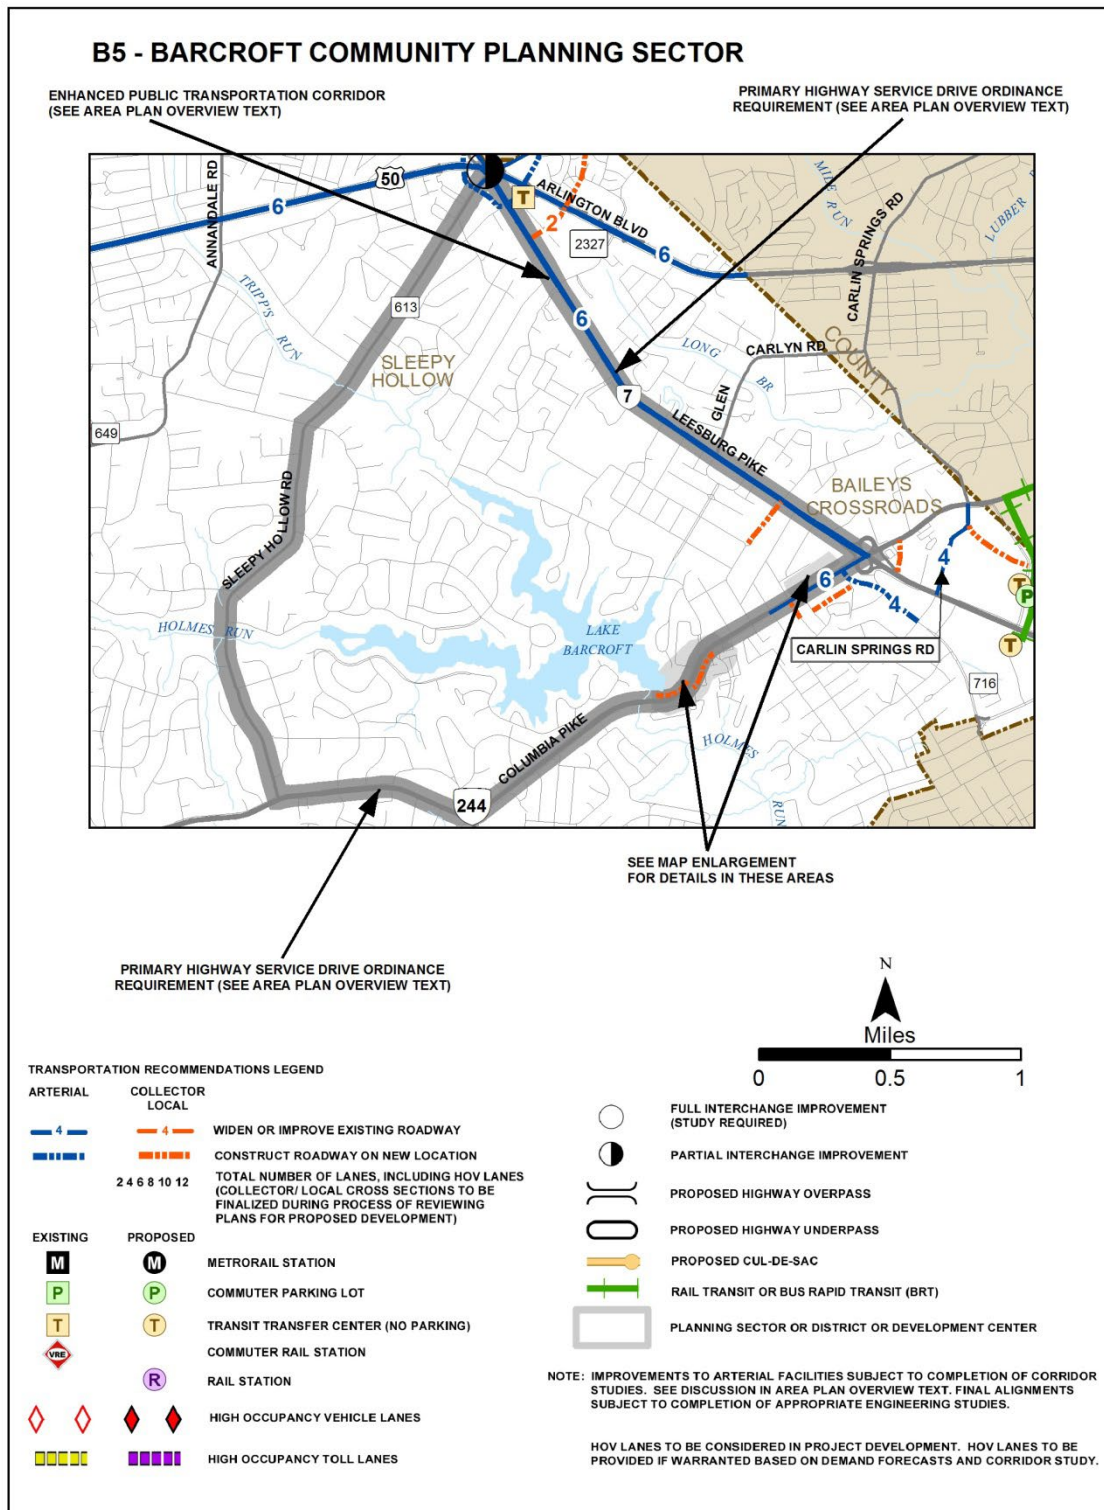 B5 - BARCROFT COMMUNITY PLANNING SECTOR
ENHANCED PUBLIC TRANSPORTATION CORRIDOR
(SEE AREA PLAN OVERVIEW TEXT)
PRIMARY HIGHWAY SERVICE DRIVE ORDINANCE
REQUIREMENT (SEE AREA PLAN OVERVIEW TEXT)
ANNANDALE RD
50
6
T
ARLINGTON BLVD
2
2327
6
MILE RUN
LUBBER
CARLIN SPRINGS RD
COUNTY
TRIPP'S RUN
613
SLEEPY
HOLLOW
6
LONG BR
CARLYN RD
GLEN
7
LEESBURG PIKE
649
BAILEYS
CROSSROADS
SLEEPY HOLLOW RD
HOLMES RUN
LAKE
BARCROFT
6
4
4
T
P
T
CARLIN SPRINGS RD
716
COLUMBIA PIKE
HOLMES RUN
244
SEE MAP ENLARGEMENT
FOR DETAILS IN THESE AREAS
PRIMARY HIGHWAY SERVICE DRIVE ORDINANCE
REQUIREMENT (SEE AREA PLAN OVERVIEW TEXT)
N
Miles
0 0.5 1
TRANSPORTATION RECOMMENDATIONS LEGEND
ARTERIAL COLLECTOR
LOCAL
4 4 WIDEN OR IMPROVE EXISTING ROADWAY
CONSTRUCT ROADWAY ON NEW LOCATION
2 4 6 8 10 12 TOTAL NUMBER OF LANES, INCLUDING HOV LANES
(COLLECTOR/ LOCAL CROSS SECTIONS TO BE
FINALIZED DURING PROCESS OF REVIEWING
PLANS FOR PROPOSED DEVELOPMENT)
EXISTING PROPOSED
M M METRORAIL STATION
P P COMMUTER PARKING LOT
T T TRANSIT TRANSFER CENTER (NO PARKING)
VRE COMMUTER RAIL STATION
R RAIL STATION
HIGH OCCUPANCY VEHICLE LANES
HIGH OCCUPANCY TOLL LANES
FULL INTERCHANGE IMPROVEMENT
(STUDY REQUIRED)
PARTIAL INTERCHANGE IMPROVEMENT
PROPOSED HIGHWAY OVERPASS
PROPOSED HIGHWAY UNDERPASS
PROPOSED CUL-DE-SAC
RAIL TRANSIT OR BUS RAPID TRANSIT (BRT)
PLANNING SECTOR OR DISTRICT OR DEVELOPMENT CENTER
NOTE: IMPROVEMENTS TO ARTERIAL FACILITIES SUBJECT TO COMPLETION OF CORRIDOR
STUDIES. SEE DISCUSSION IN AREA PLAN OVERVIEW TEXT. FINAL ALIGNMENTS
SUBJECT TO COMPLETION OF APPROPRIATE ENGINEERING STUDIES.
HOV LANES TO BE CONSIDERED IN PROJECT DEVELOPMENT. HOV LANES TO BE
PROVIDED IF WARRANTED BASED ON DEMAND FORECASTS AND CORRIDOR STUDY.